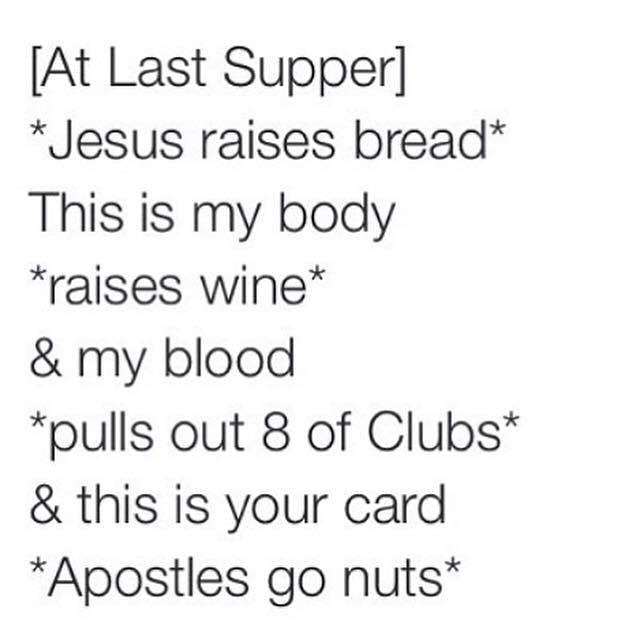 [At Last Supper]
*Jesus raises bread*
This is my body
*raises wine*
& my blood
*pulls out 8 of Clubs*
& this is your card
*Apostles go nuts*